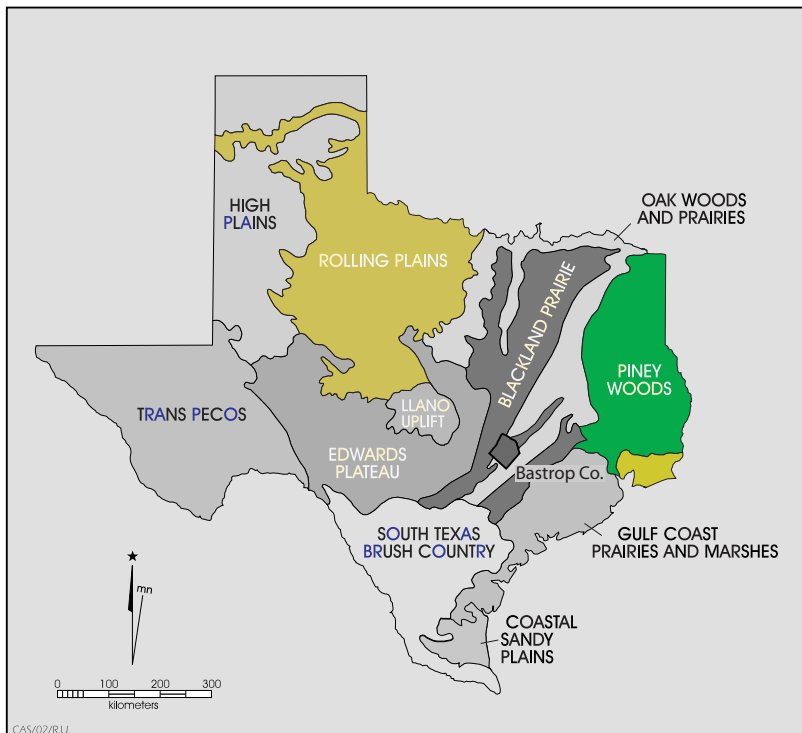 OAK WOODS
AND PRAIRIES
HIGH
PLAINS
ROLLING PLAINS
BLACKLAND PRAIRIE
PINEY
WOODS
TRANS PECOS
LLANO
UPLIFT
EDWARDS
PLATEAU
Bastrop Co.
SOUTH TEXAS
BRUSH COUNTRY
GULF COAST
PRAIRIES AND MARSHES
mn
COASTAL
SANDY
PLAINS
0 100 200 300
kilometers
CAS/02/R.U.